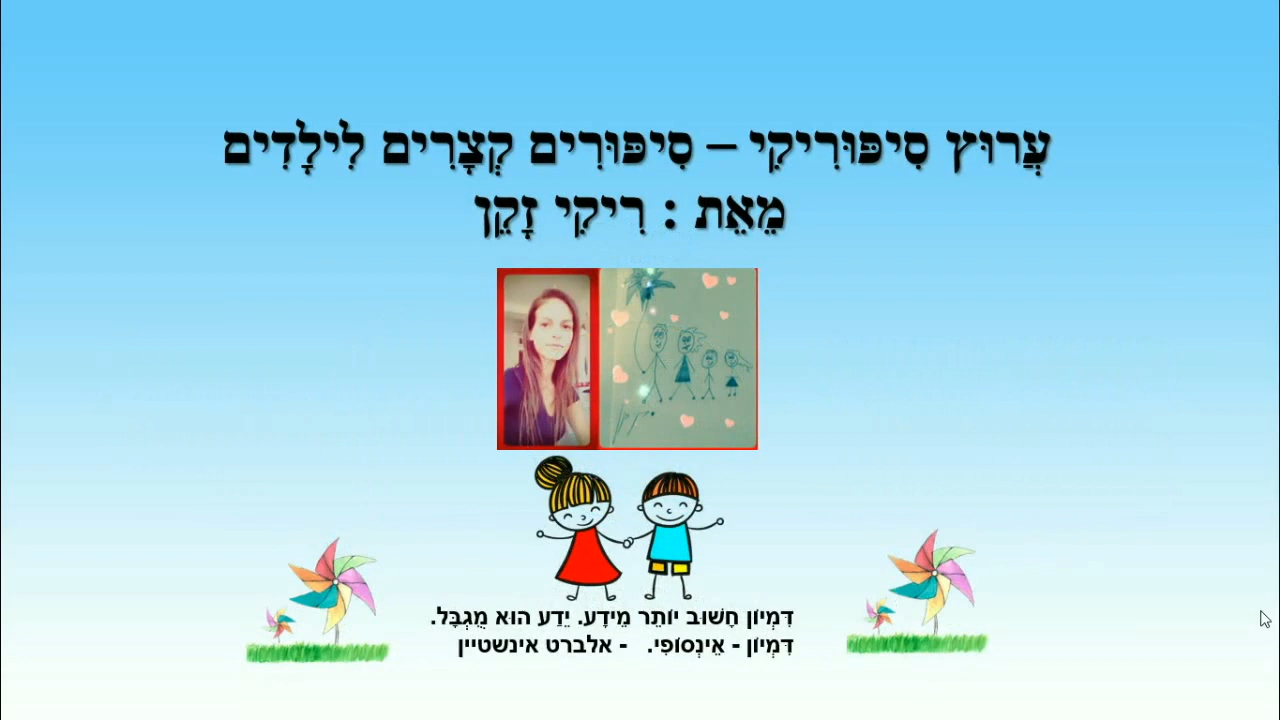 עֲרוּץ סִיפּוּרִיקִי – סִיפּוּרִים קְצָרִים לִילָדִים
מֵאֵת : רִיקִי זָקֵן
דִּמְיוֹן חָשׁוּב יוֹתֵר מֵידָע. יֵדַע הוּא מֻגְבָּל.
דִּמְיוֹן - אֵינְסוֹפִי. - אלברט אינשטיין